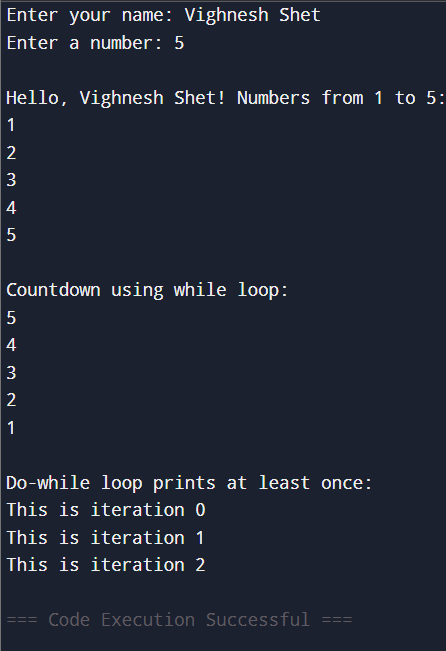 Enter your name: Vighnesh Shet
Enter a number: 5
Hello, Vighnesh Shet! Numbers from 1 to 5:
1
2
3
4
5
Countdown using while loop:
5
4
3
2
1
Do-while loop prints at least once:
This is iteration 0
This is iteration 1
This is iteration 2
=== Code Execution Successful ===